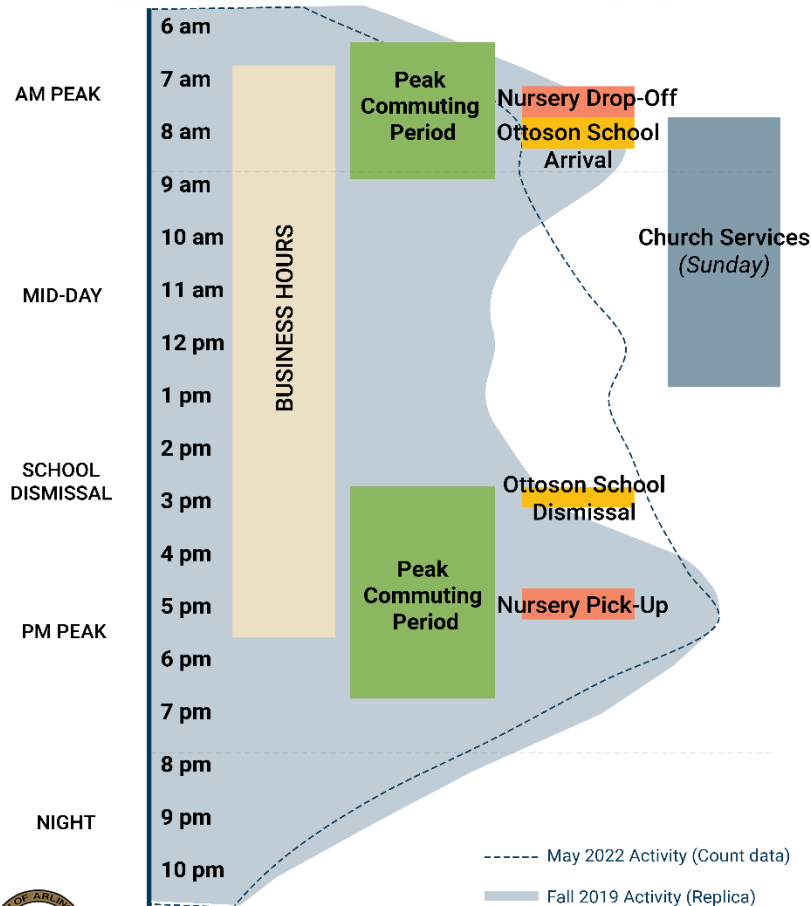 6 am
AM PEAK
7 am
8 am
9 am
10 am
MID-DAY
11 am
12 pm
1 pm
2 pm
SCHOOL
DISMISSAL
3 pm
4 pm
5 pm
PM PEAK
6 pm
7 pm
8 pm
NIGHT
9 pm
10 pm
BUSINESS HOURS
Peak
Commuting
Period
Nursery Drop-Off
Ottoson School
Arrival
Church Services
(Sunday)
Ottoson School
Dismissal
Peak
Commuting
Period
Nursery Pick-Up
May 2022 Activity (Count data)
Fall 2019 Activity (Replica)